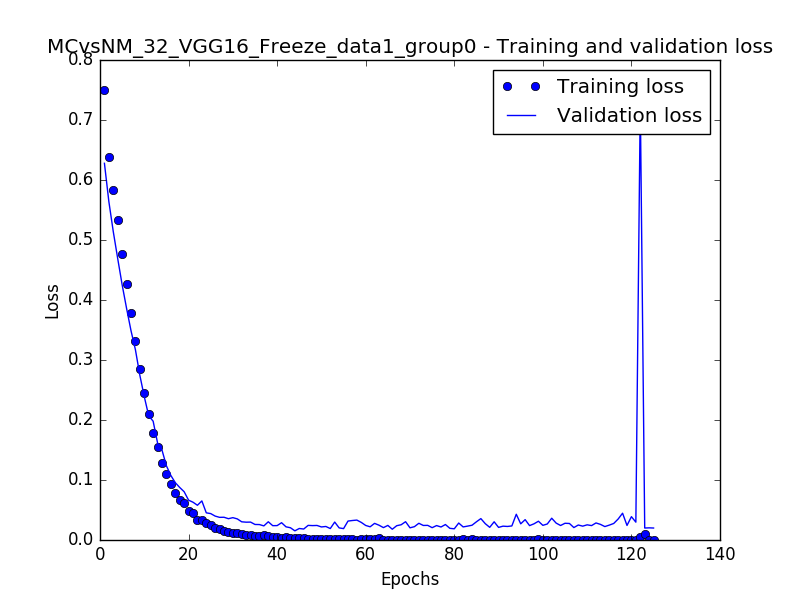 MCvsNM_32_VGG16_Freeze_data1_group0 - Training and validation loss
Training loss
Validation loss
0.8
0.7
0.6
0.5
0.4
0.3
0.2
0.1
0.0
Loss
0 20 40 60 80 100 120 140
Epochs